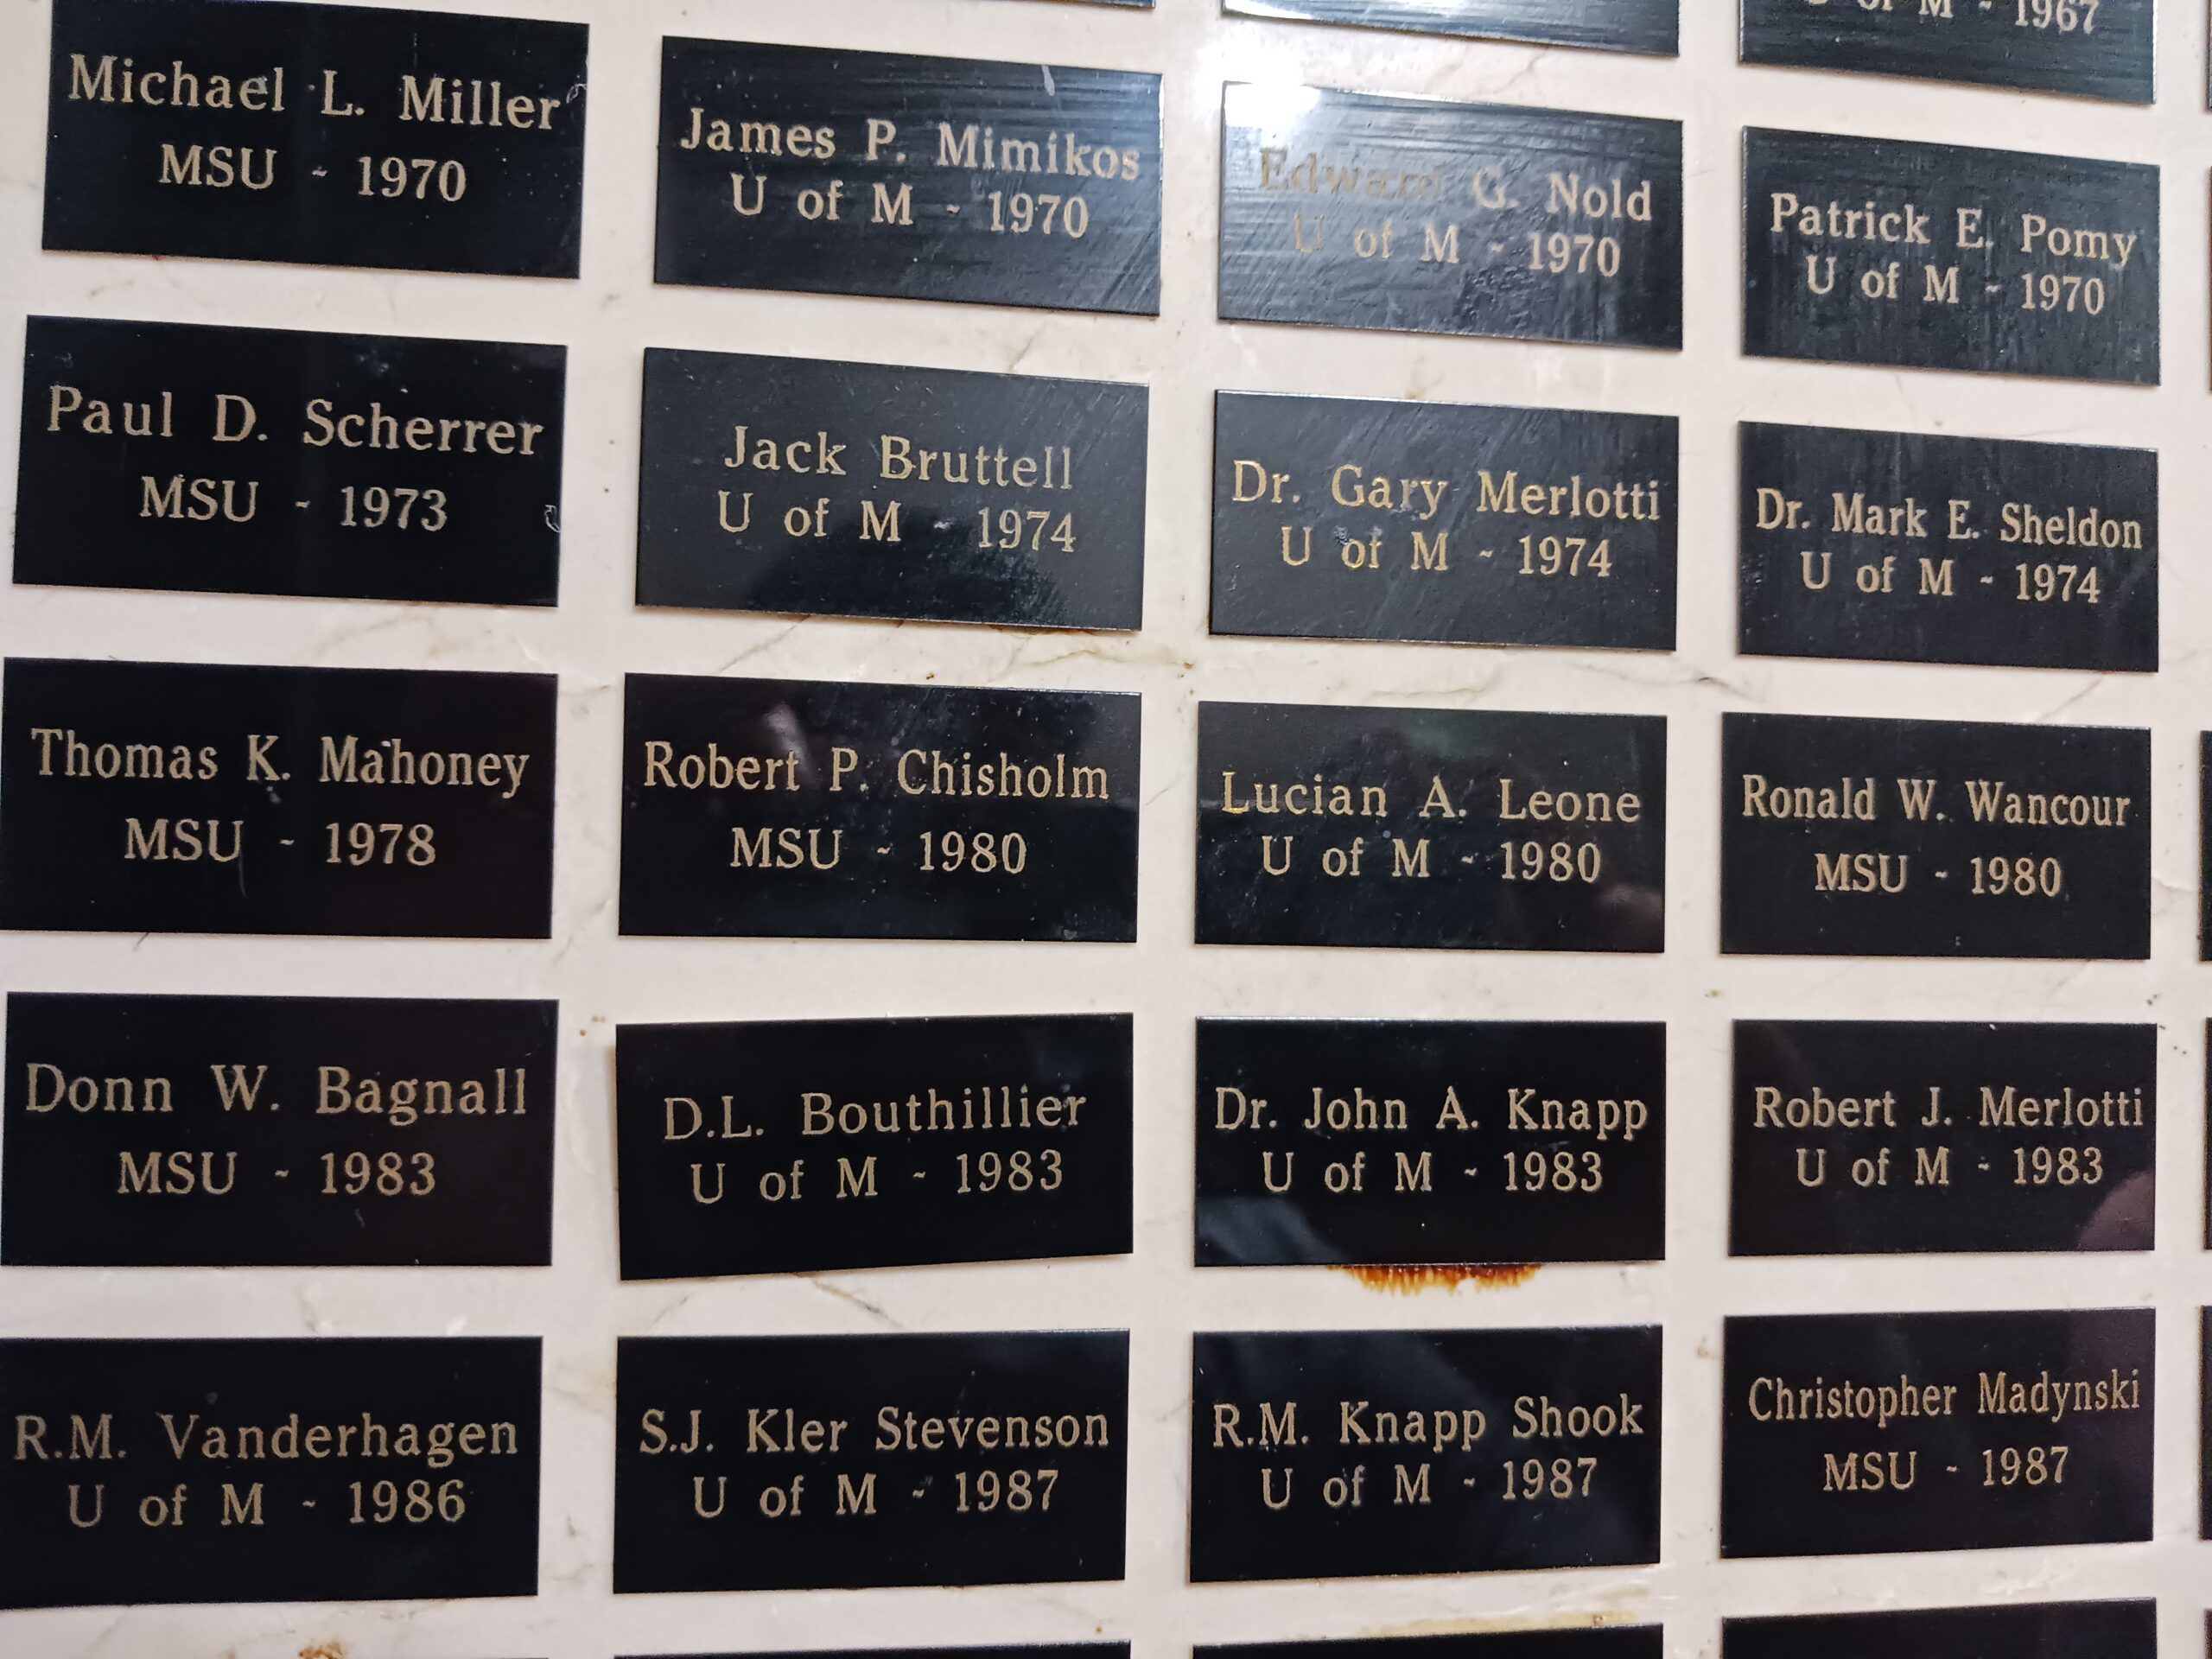 U of M - 1967
Michael L. Miller
MSU - 1970
James P. Mimikos
U of M - 1970
Edward G. Nold
U of M - 1970
Patrick E. Pomy
U of M - 1970
Paul D. Scherrer
MSU - 1973
Jack Bruttell
U of M - 1974
Dr. Gary Merlotti
U of M - 1974
Dr. Mark E. Sheldon
U of M - 1974
Thomas K. Mahoney
MSU - 1978
Robert P. Chisholm
MSU - 1980
Lucian A. Leone
U of M - 1980
Ronald W. Wancour
MSU - 1980
Donn W. Bagnall
MSU - 1983
D.L. Bouthillier
U of M - 1983
Dr. John A. Knapp
U of M - 1983
Robert J. Merlotti
U of M - 1983
R.M. Vanderhagen
U of M - 1986
S.J. Kler Stevenson
U of M - 1987
R.M. Knapp Shook
U of M - 1987
Christopher Madynski
MSU - 1987